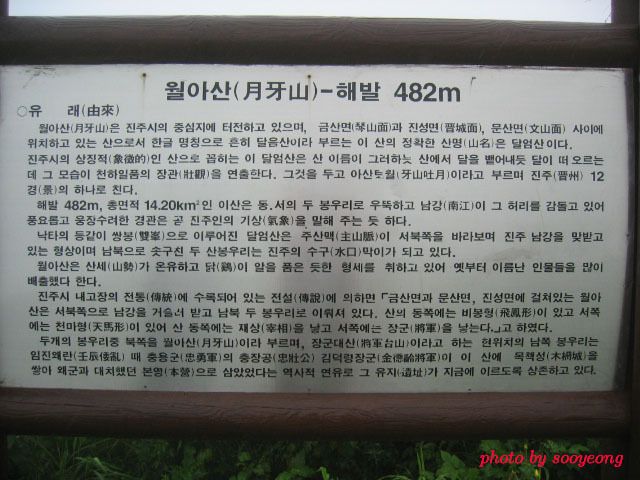 월아산(月牙山)-해발 482m
○유 래(由來)
월아산(月牙山)은 진주시의 중심지에 터전하고 있으며, 금산면(琴山面)과 진성면(晋城面), 문산면(文山面) 사이에
위치하고 있는 산으로서 한글 명칭으로 흔히 달음산이라 부르는 이 산의 정확한 산명(山名)은 달엄산이다.
진주시의 상징적(象徵的)인 산으로 꼽히는 이 달엄산은 산 이름이 그러하듯 산에서 달을 뱉어내듯 달이 떠 오르는
데 그 모습이 천하일품의 장관(壯觀)을 연출한다. 그것을 두고 아산토월(牙山吐月)이라고 부르며 진주(晋州) 12
경(景)의 하나로 친다.
해발 482m, 총면적 14.20km²인 이산은 동.서의 두 봉우리로 우뚝하고 남강(南江)이 그 허리를 감돌고 있어
풍요롭고 웅장수려한 경관은 곧 진주인의 기상(氣象)을 말해 주는 듯 하다.
낙타의 등같이 쌍봉(雙峯)으로 이루어진 달엄산은 주산맥(主山脈)이 서북쪽을 바라보며 진주 남강을 맞받고
있는 형상이며 남북으로 솟구친 두 산봉우리는 진주의 수구(水口)막이가 되고 있다.
월아산은 산세(山勢)가 온유하고 닭(鷄)이 알을 품은 듯한 형세를 취하고 있어 옛부터 이름난 인물들을 많이
배출했다 한다.
진주시 내고장의 전통(傳統)에 수록되어 있는 전설(傳說)에 의하면 「금산면과 문산면, 진성면에 걸쳐있는 월아
산은 서북쪽으로 남강을 거슬러 받고 남북 두 봉우리로 이뤄져 있다. 산의 동쪽에는 비봉형(飛鳳形)이 있고 서쪽
에는 천마형(天馬形)이 있어 산 동쪽에는 재상(宰相)을 낳고 서쪽에는 장군(將軍)을 낳는다.」고 하였다.
두개의 봉우리중 북쪽을 월아산(月牙山)이라 부르며, 장군대산(將軍台山)이라고 하는 현위치의 남쪽 봉우리는
임진왜란(壬辰倭亂) 때 충용군(忠勇軍)의 충장공(忠壯公) 김덕령장군(金德齡將軍)이 이 산에 목책성(木柵城)을
쌓아 왜군과 대치했던 본영(本營)으로 삼았었다는 역사적 연유로 그 유지(遺址)가 지금에 이르도록 상존하고 있다.
photo by sooyeong